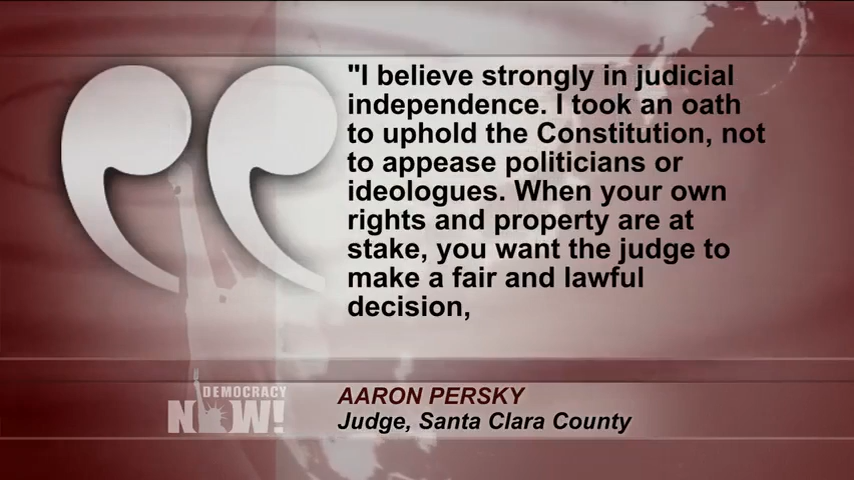 "I believe strongly in judicial
independence. I took an oath
to uphold the Constitution, not
to appease politicians or
ideologues. When your own
rights and property are at
stake, you want the judge to
make a fair and lawful
decision,
AARON PERSKY
Judge, Santa Clara County
DEMOCRACY
NOW!